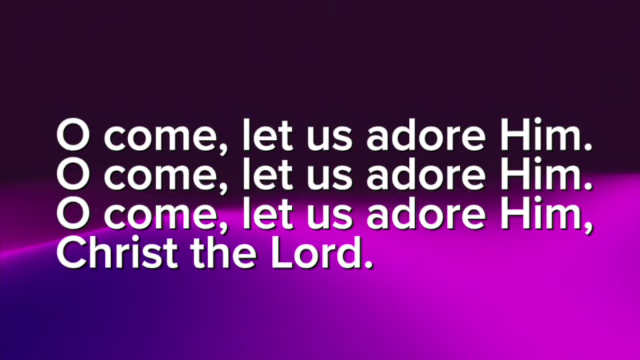 O come, let us adore Him.
O come, let us adore Him.
O come, let us adore Him,
Christ the Lord.